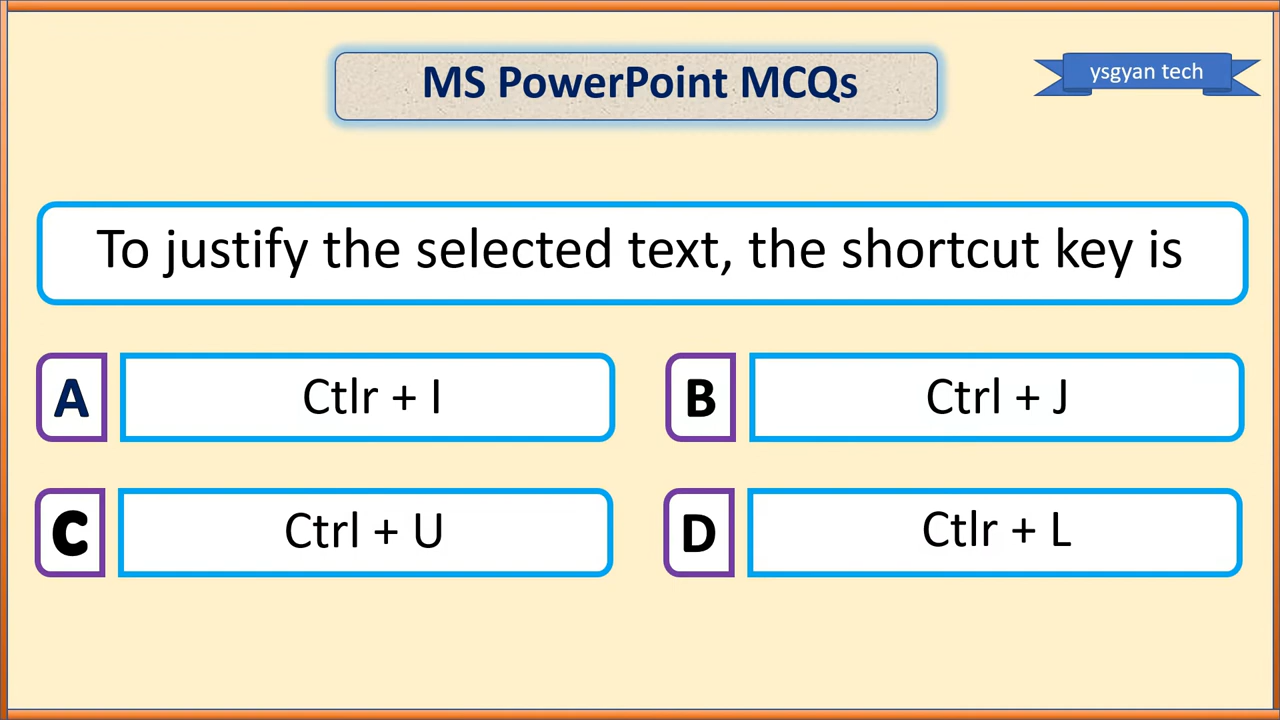 MS PowerPoint MCQs
ysgyan tech
To justify the selected text, the shortcut key is
A
Ctlr + I
B
Ctrl + J
C
Ctrl + U
D
Ctlr + L